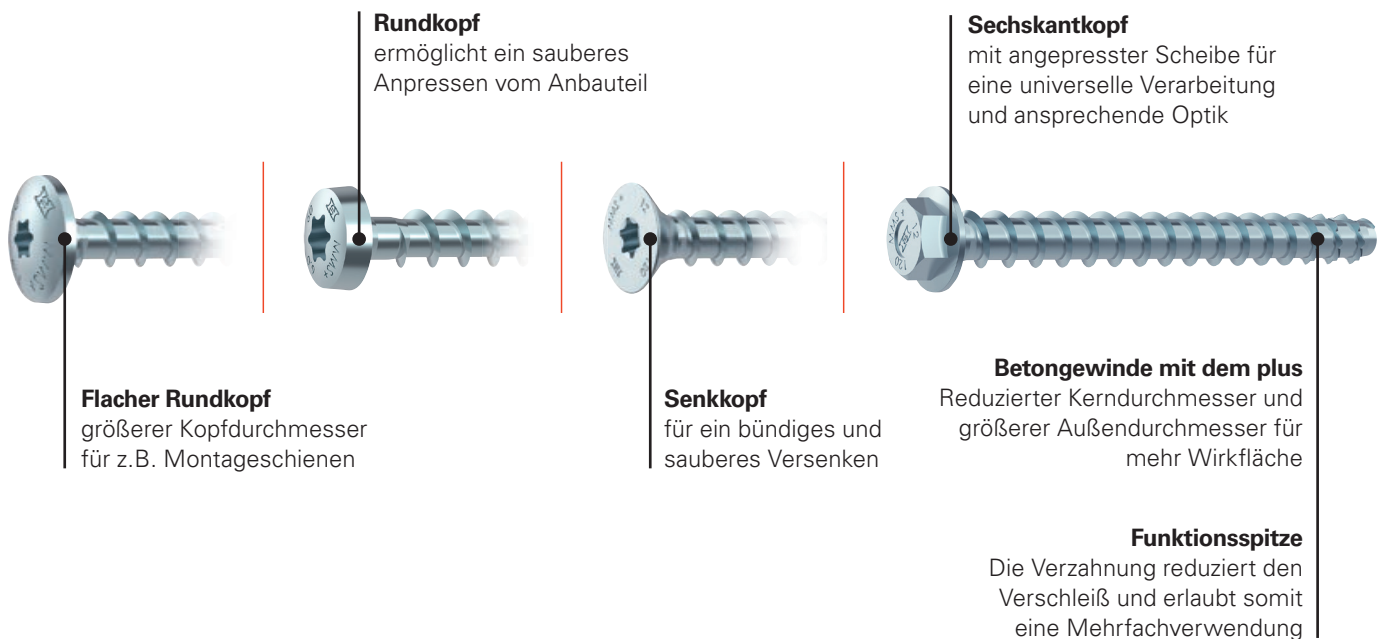 Rundkopf
ermöglicht ein sauberes
Anpressen vom Anbauteil
Sechskantkopf
mit angepresster Scheibe für
eine universelle Verarbeitung
und ansprechende Optik
Flacher Rundkopf
größerer Kopfdurchmesser
für z.B. Montageschienen
Senkkopf
für ein bündiges und
sauberes Versenken
Betongewinde mit dem plus
Reduzierter Kerndurchmesser und
größerer Außendurchmesser für
mehr Wirkfläche
Funktionsspitze
Die Verzahnung reduziert den
Verschleiß und erlaubt somit
eine Mehrfachverwendung